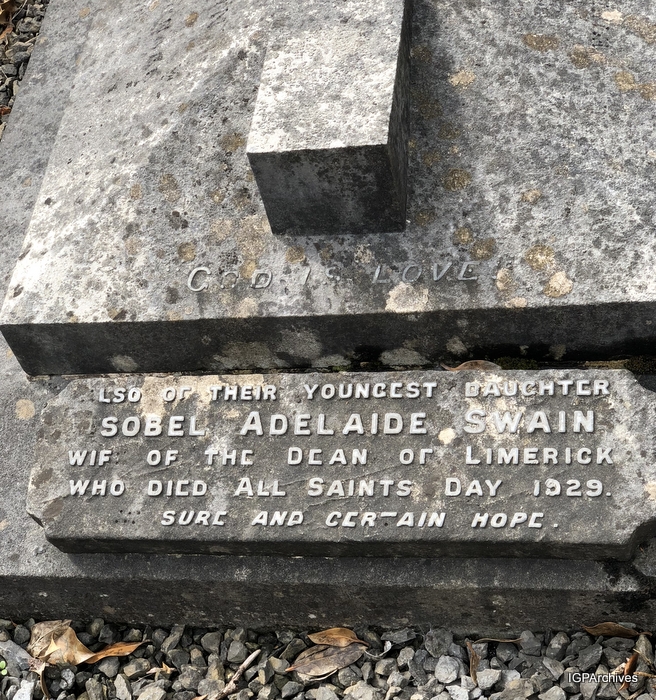 GOD IS LOVE
LSO OF THEIR YOUNGEST DAUGHTER
SOBEL ADELAIDE SWAIN
WIF OF THE DEAN OF LIMERICK
WHO DIED ALL SAINTS DAY 1929.
SURE AND CERTAIN HOPE.
IGPArchives